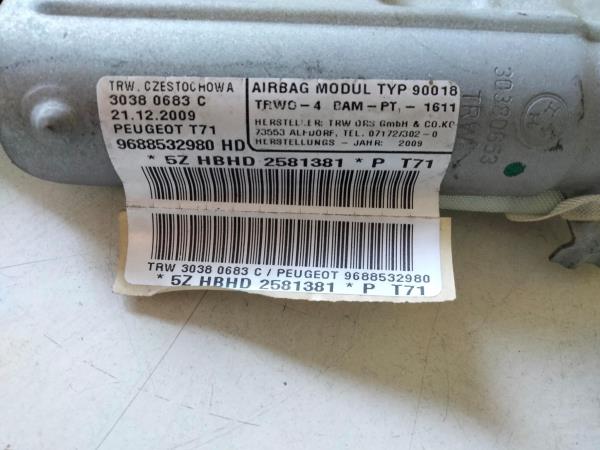 TRW. CZESTOCHOWA
3038 0683 C
21.12.2009
PEUGEOT T71
9688532980 HD
AIRBAG MODUL TYP 90018
TRWO-4 BAM-PT, -1611
HERSTELLER: TRW ORS GmbH & CO.KG
73553 ALFDORF, TEL. 07172/302-0
HERSTELLUNGS - JAHR: 2009
* 5Z HBHD 2581381 * P T71
TRW 3038 0683 C / PEUGEOT 9688532980
* 5Z HBHD 2581381 * P T71
30380683
TRW